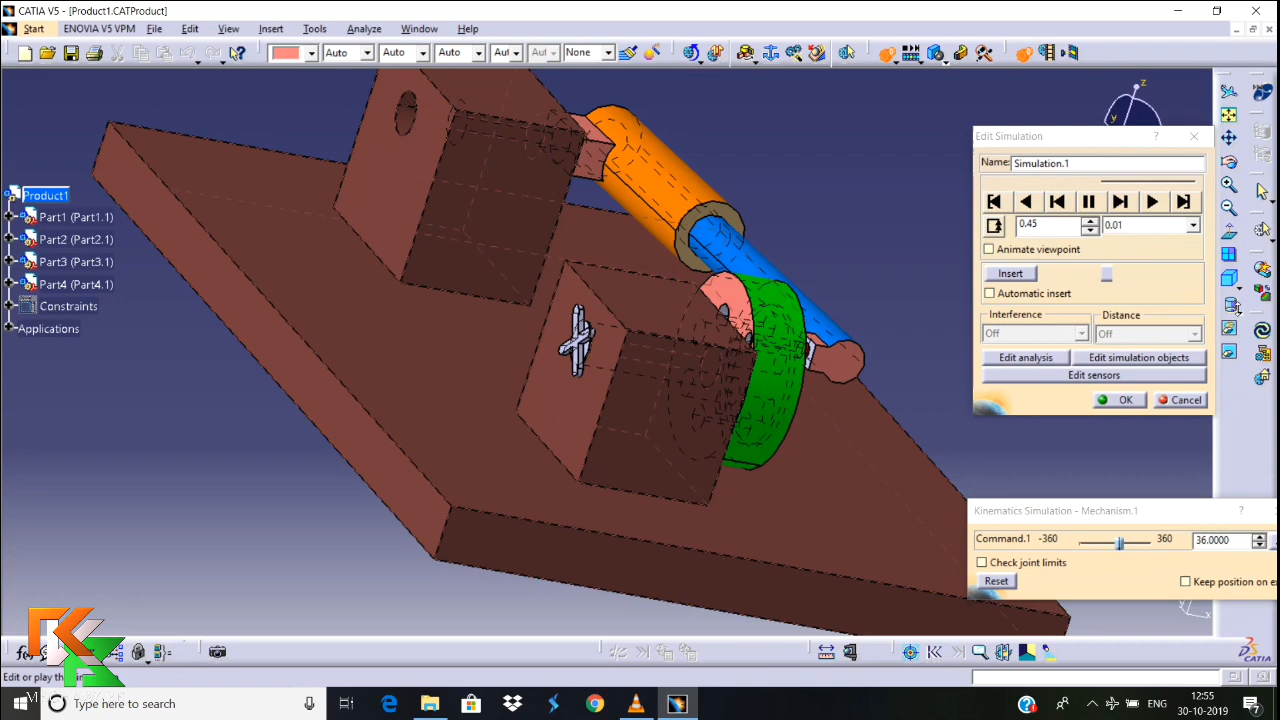 CATIA V5 - [Product1.CATProduct]
Start ENOVIA V5 VPM File Edit View Insert Tools Analyze Window Help
Auto Auto Auto Aut Aut None
z
y
x
Product1
Part1 (Part1.1)
Part2 (Part2.1)
Part3 (Part3.1)
Part4 (Part4.1)
Constraints
Applications
Edit Simulation ?
Name: Simulation.1
0.45 0.01
Animate viewpoint
Insert
Automatic insert
Interference Distance
Off Off
Edit analysis Edit simulation objects
Edit sensors
OK Cancel
Kinematics Simulation - Mechanism.1 ?
Command.1 -360 360 36.0000
Check joint limits
Reset Keep position on e
CATIA
Edit or play the
Type here to search
ENG
12:55
30-10-2019
7